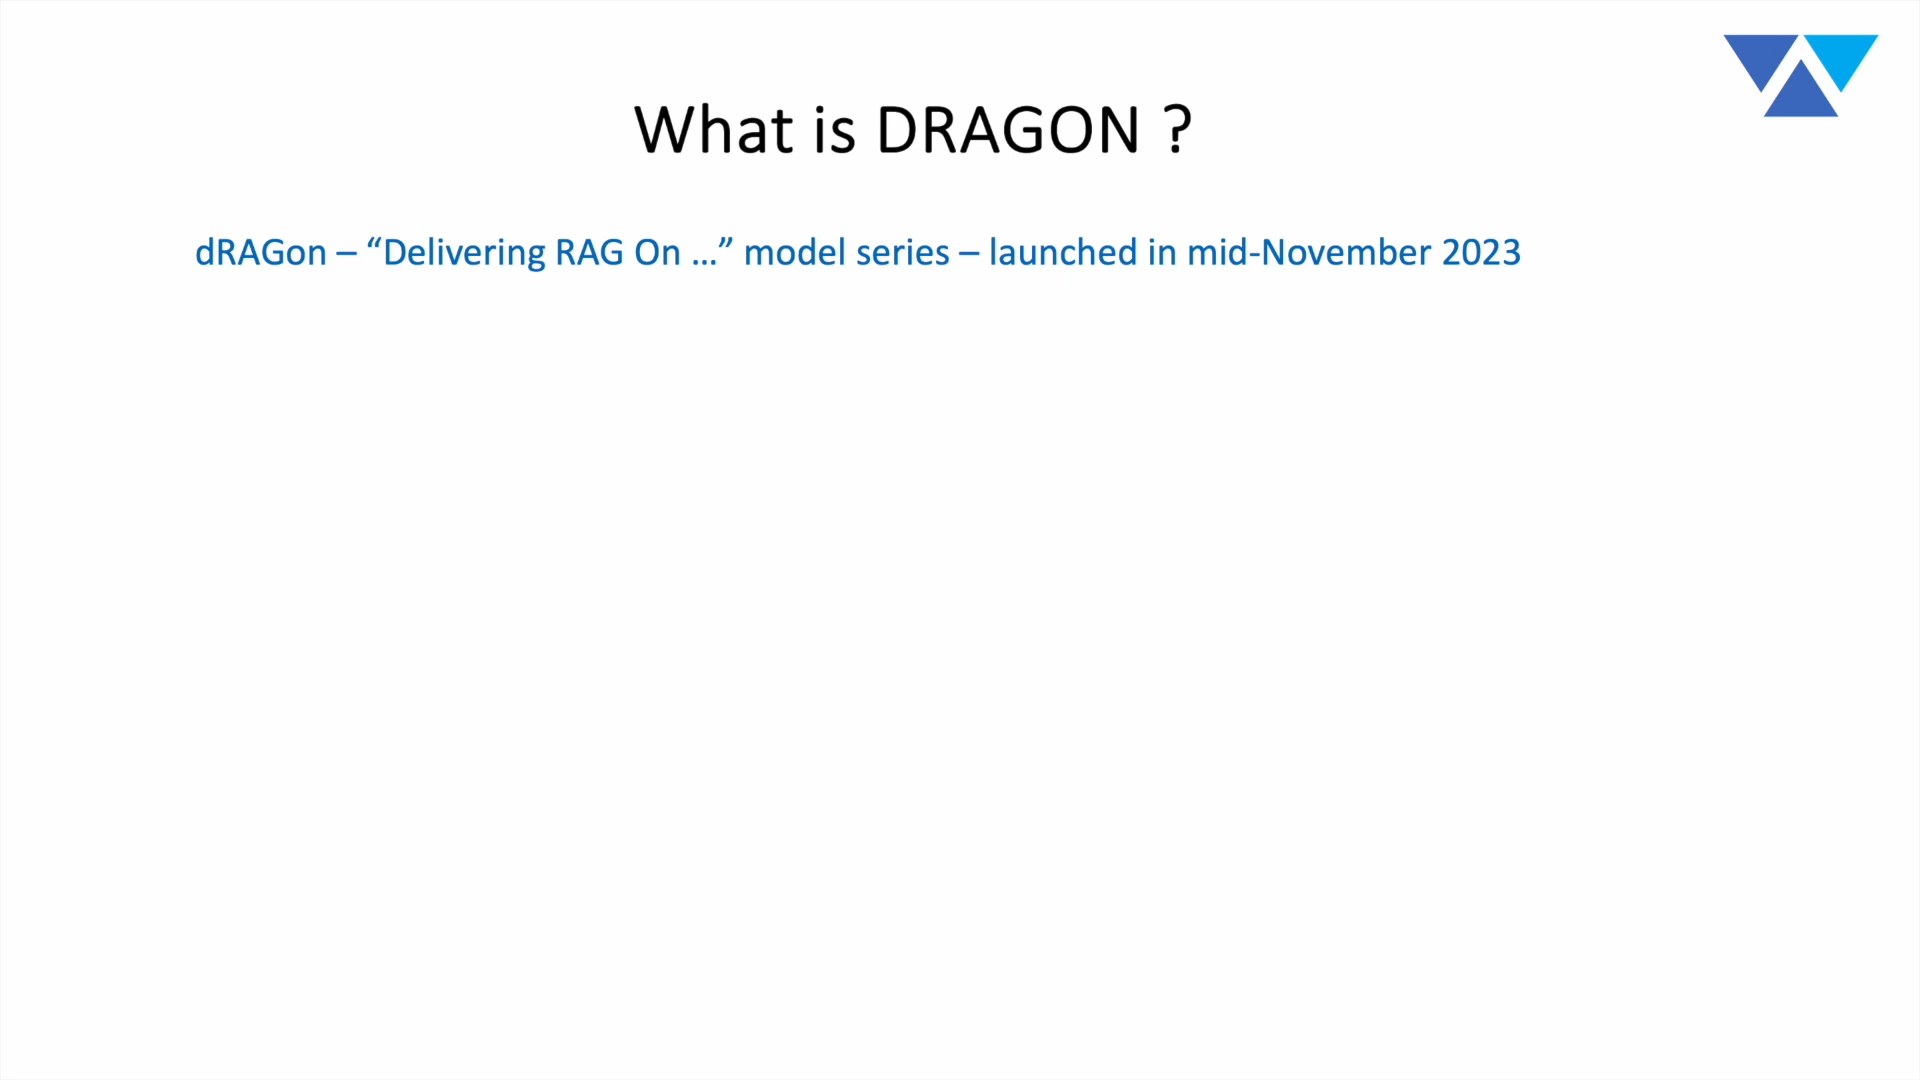 What is DRAGON ?
dRAGon – “Delivering RAG On …” model series – launched in mid-November 2023